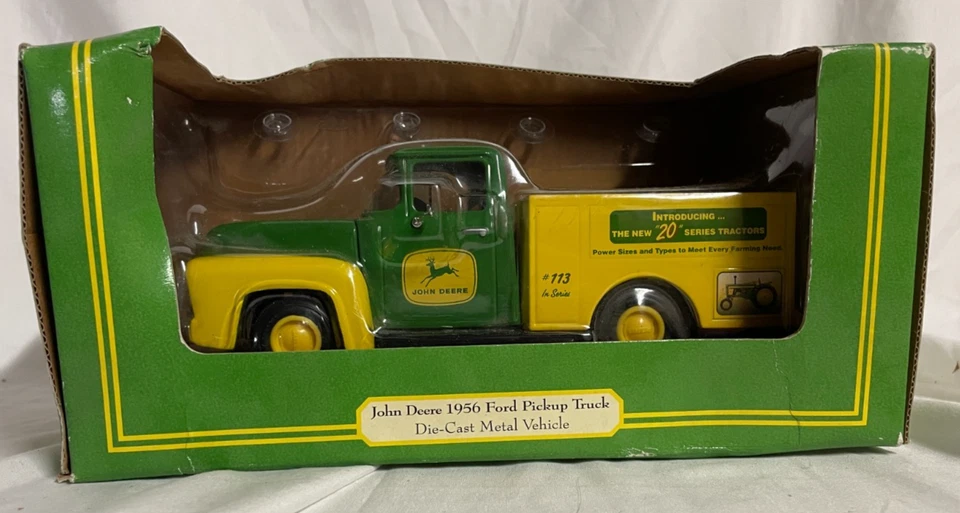 INTRODUCING ...
THE NEW "20" SERIES TRACTORS
Power Sizes and Types to Meet Every Farming Need.
#113
In Series
JOHN DEERE
John Deere 1956 Ford Pickup Truck
Die-Cast Metal Vehicle